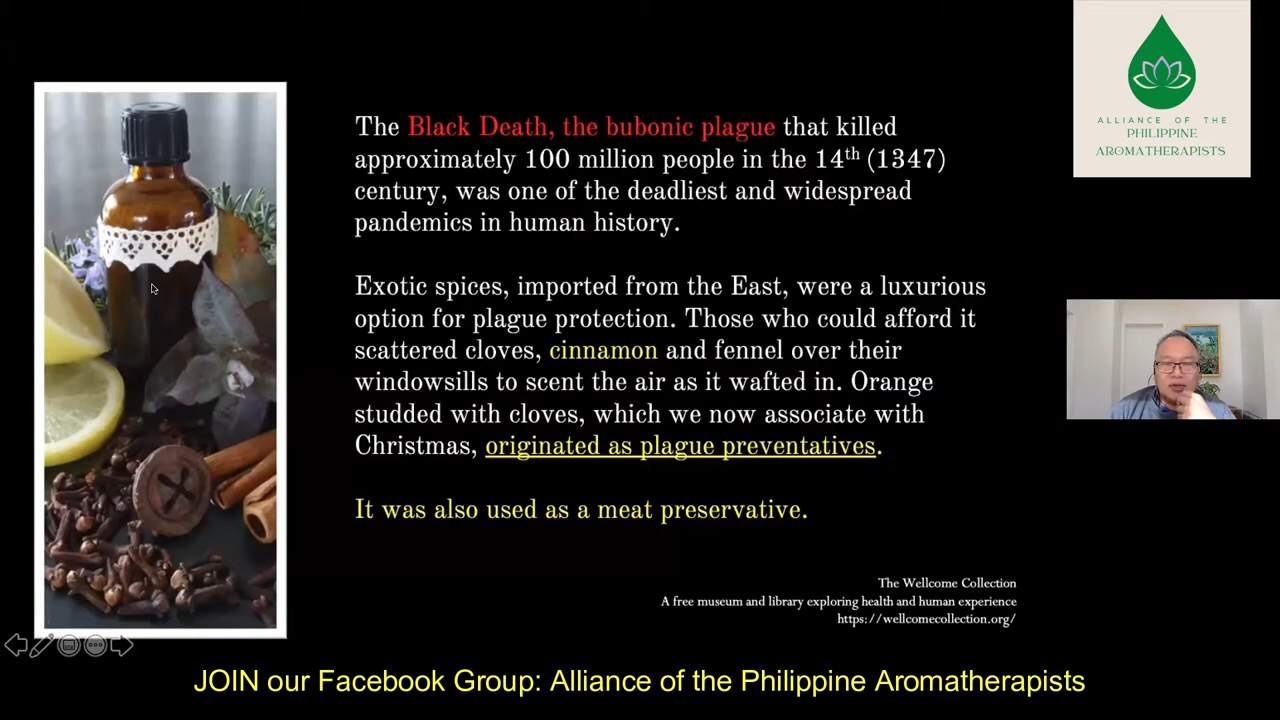 The Black Death, the bubonic plague that killed
approximately 100 million people in the 14th (1347)
century, was one of the deadliest and widespread
pandemics in human history.
Exotic spices, imported from the East, were a luxurious
option for plague protection. Those who could afford it
scattered cloves, cinnamon and fennel over their
windowsills to scent the air as it wafted in. Orange
studded with cloves, which we now associate with
Christmas, originated as plague preventatives.
It was also used as a meat preservative.
The Wellcome Collection
A free museum and library exploring health and human experience
https://wellcomecollection.org/
ALLIANCE OF THE
PHILIPPINE
AROMATHERAPISTS
JOIN our Facebook Group: Alliance of the Philippine Aromatherapists